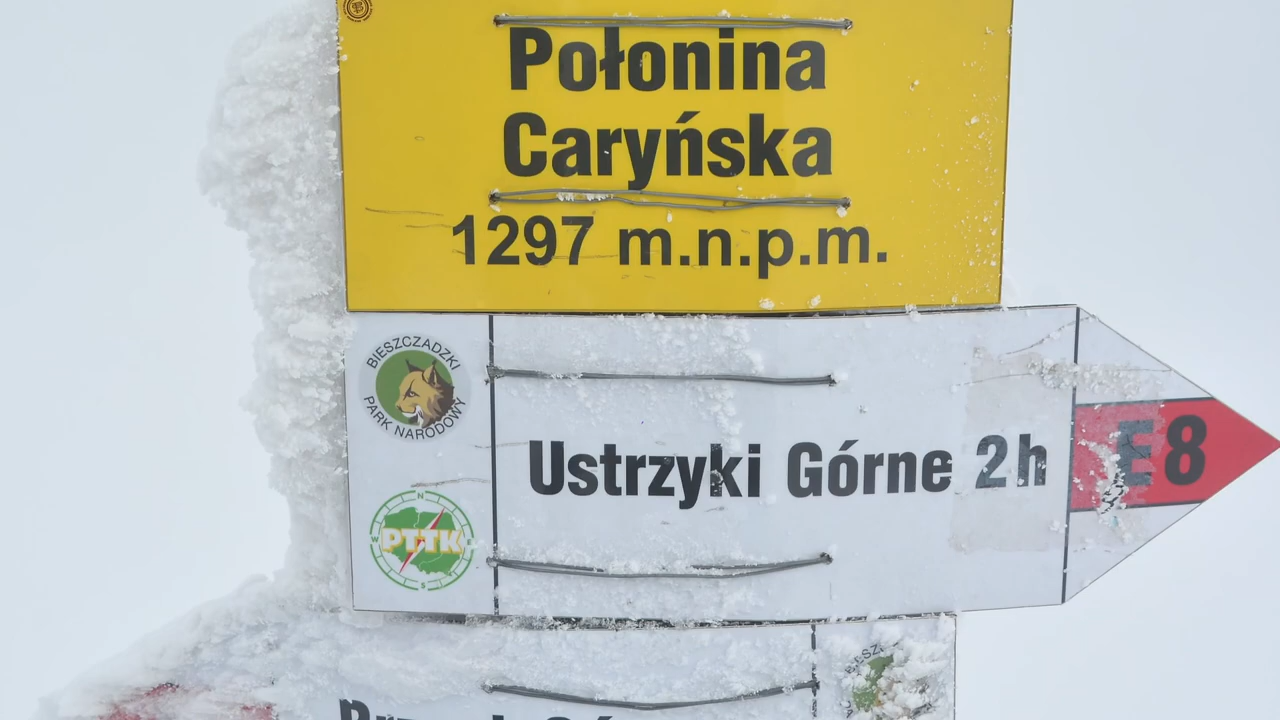 Połonina
Caryńska
1297 m.n.p.m.
BIESZCZADZKI
PARK NARODOWY
Ustrzyki Górne 2h
E8
N
PTTK
S